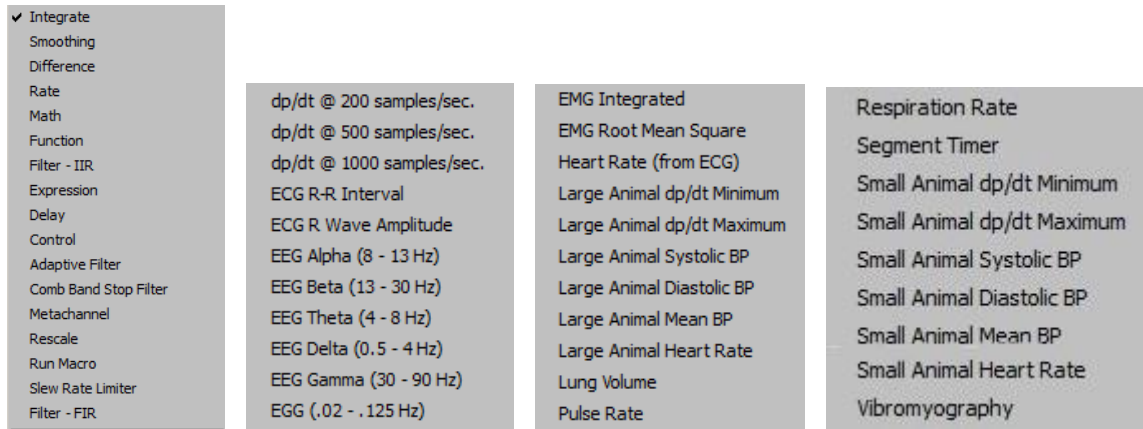 Integrate
Smoothing
Difference
Rate
Math
Function
Filter - IIR
Expression
Delay
Control
Adaptive Filter
Comb Band Stop Filter
Metachannel
Rescale
Run Macro
Slew Rate Limiter
Filter - FIR
dp/dt @ 200 samples/sec.
dp/dt @ 500 samples/sec.
dp/dt @ 1000 samples/sec.
ECG R-R Interval
ECG R Wave Amplitude
EEG Alpha (8 - 13 Hz)
EEG Beta (13 - 30 Hz)
EEG Theta (4 - 8 Hz)
EEG Delta (0.5 - 4 Hz)
EEG Gamma (30 - 90 Hz)
EGG (.02 - .125 Hz)
EMG Integrated
EMG Root Mean Square
Heart Rate (from ECG)
Large Animal dp/dt Minimum
Large Animal dp/dt Maximum
Large Animal Systolic BP
Large Animal Diastolic BP
Large Animal Mean BP
Large Animal Heart Rate
Lung Volume
Pulse Rate
Respiration Rate
Segment Timer
Small Animal dp/dt Minimum
Small Animal dp/dt Maximum
Small Animal Systolic BP
Small Animal Diastolic BP
Small Animal Mean BP
Small Animal Heart Rate
Vibromyography